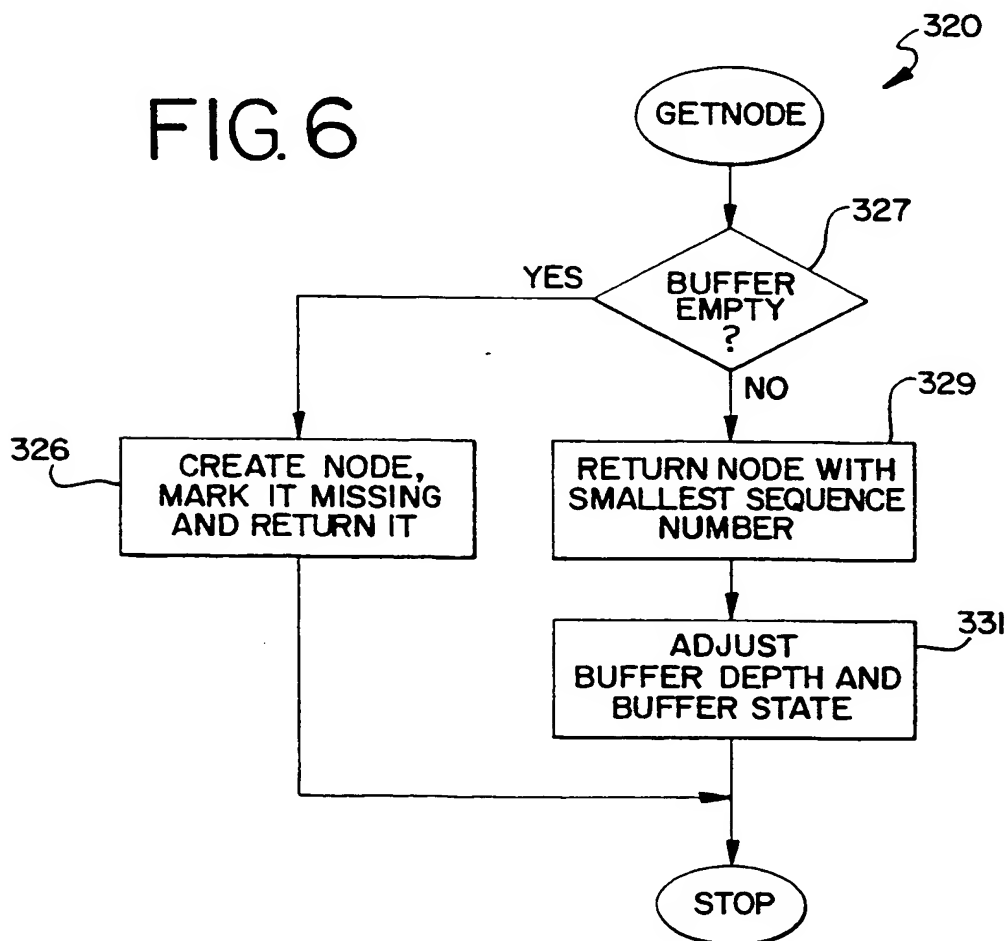 FIG. 6
320
GETNODE
327
BUFFER
EMPTY
?
YES
NO
329
326
CREATE NODE,
MARK IT MISSING
AND RETURN IT
RETURN NODE WITH
SMALLEST SEQUENCE
NUMBER
331
ADJUST
BUFFER DEPTH AND
BUFFER STATE
STOP